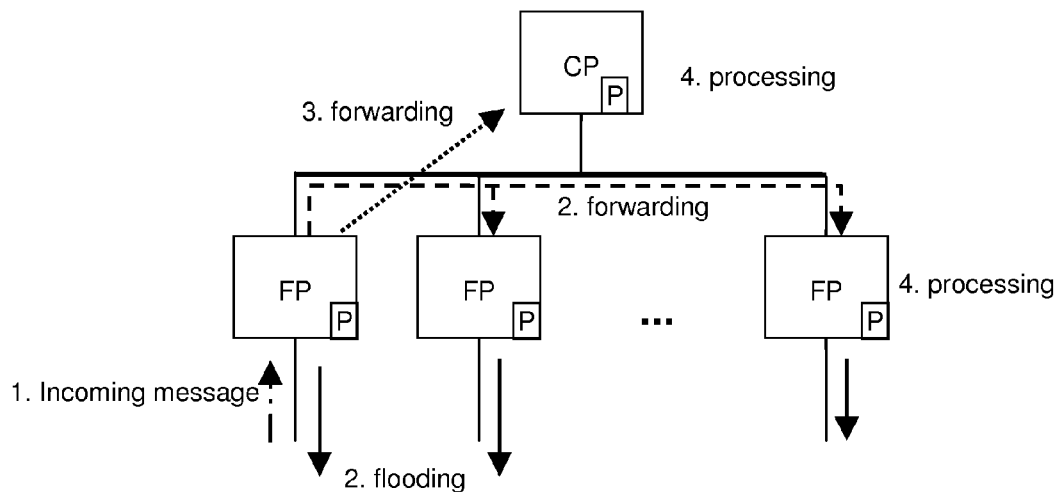 CP
P
4. processing
3. forwarding
2. forwarding
FP
P
FP
P
...
FP
P
4. processing
1. Incoming message
2. flooding